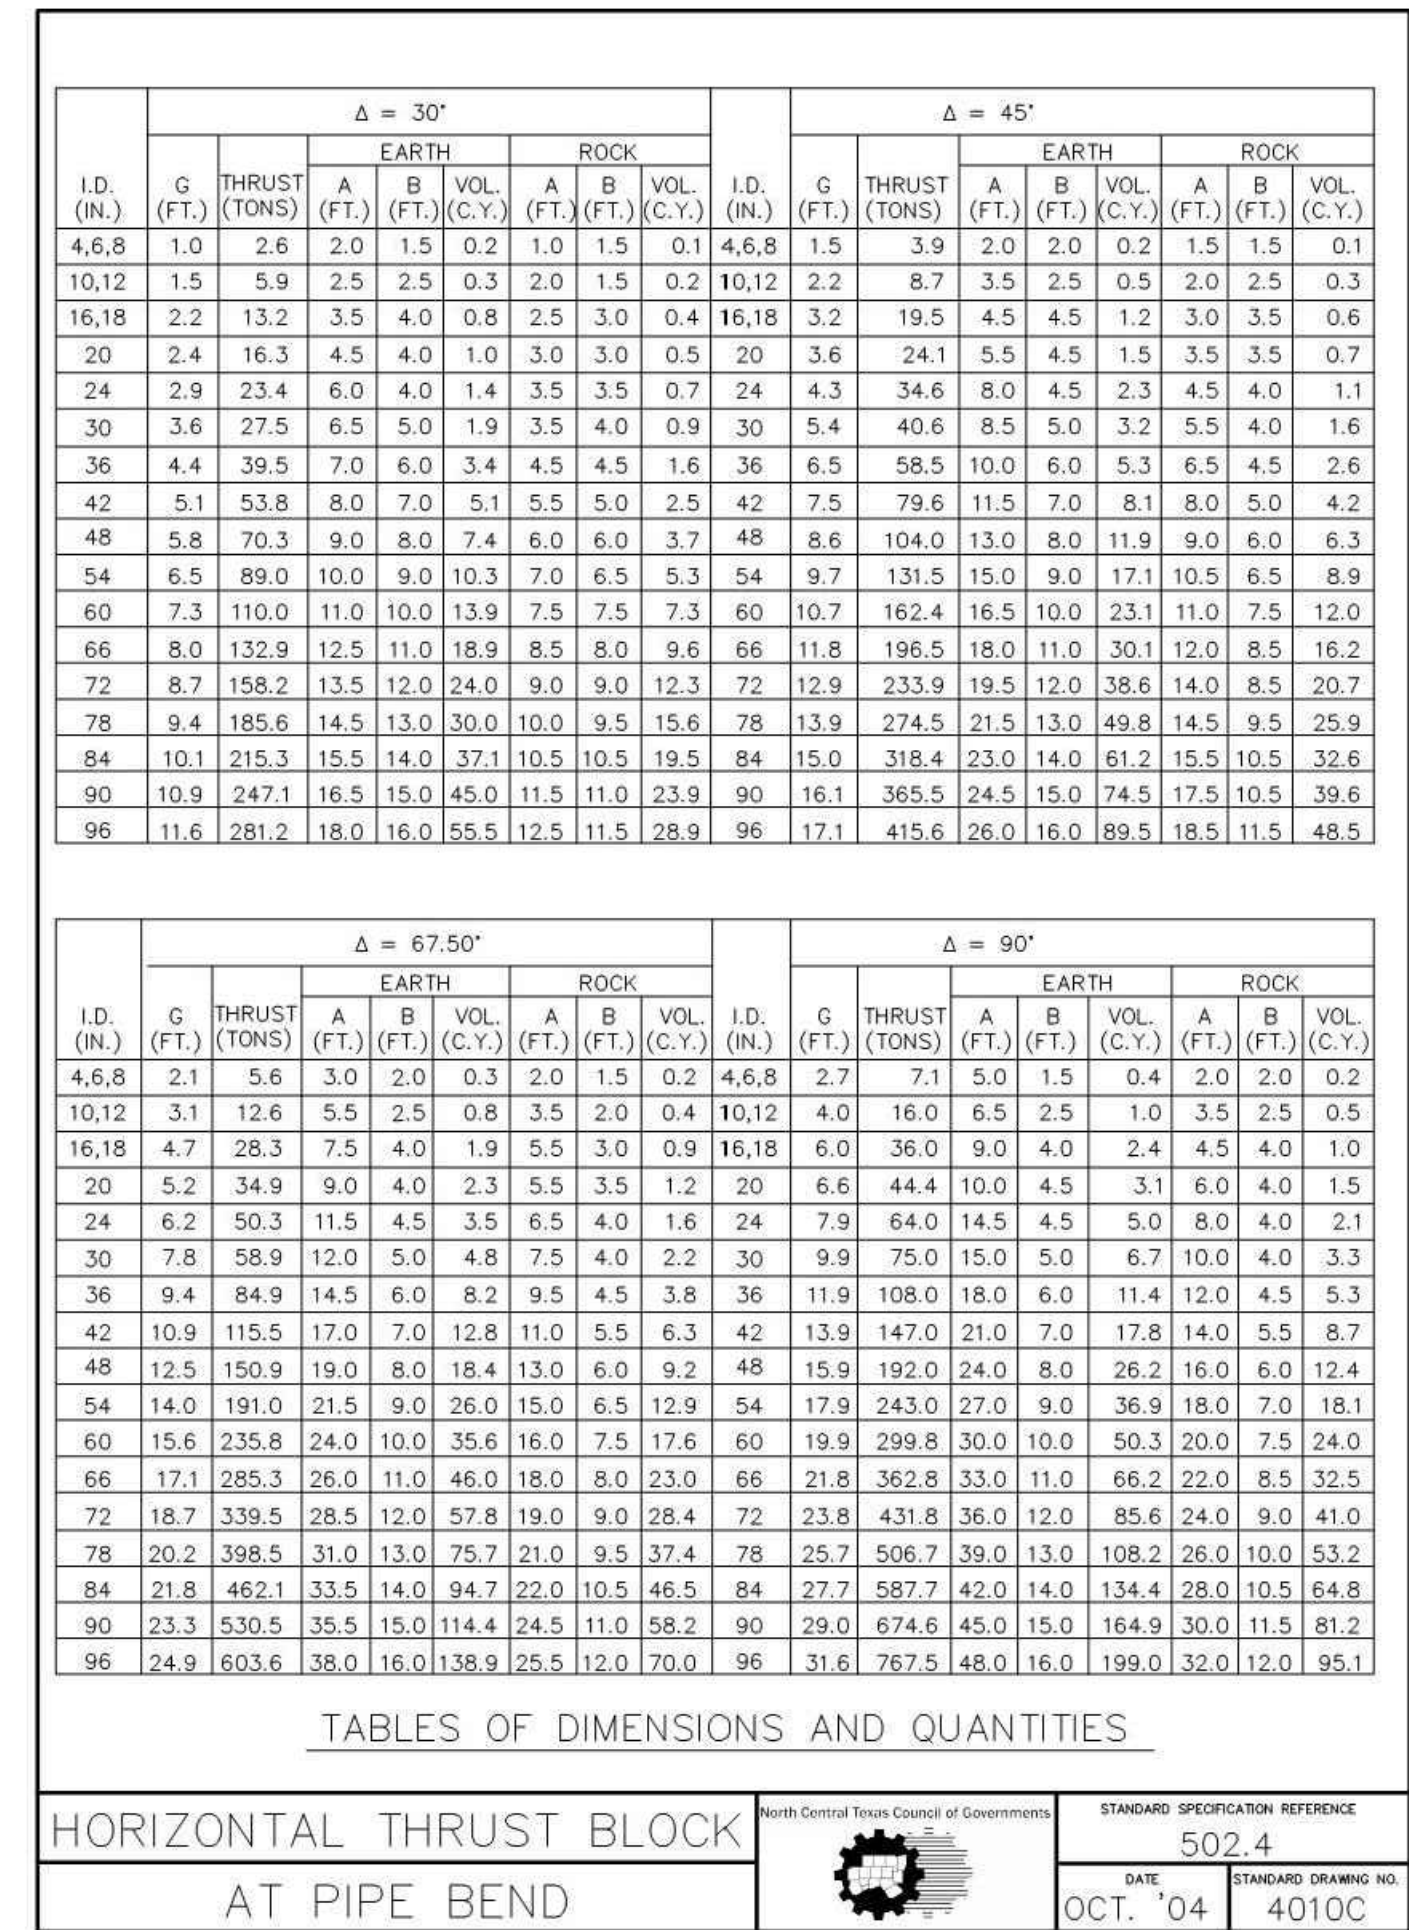 Δ = 30° Δ = 45°
EARTH ROCK EARTH ROCK
I.D. G THRUST A B VOL. A B VOL. I.D. G THRUST A B VOL. A B VOL.
(IN.) (FT.) (TONS) (FT.) (FT.) (C.Y.) (FT.) (FT.) (C.Y.) (IN.) (FT.) (TONS) (FT.) (FT.) (C.Y.) (FT.) (FT.) (C.Y.)
4,6,8 1.0 2.6 2.0 1.5 0.2 1.0 1.5 0.1 4,6,8 1.5 3.9 2.0 2.0 0.2 1.5 1.5 0.1
10,12 1.5 5.9 2.5 2.5 0.3 2.0 1.5 0.2 10,12 2.2 8.7 3.5 2.5 0.5 2.0 2.5 0.3
16,18 2.2 13.2 3.5 4.0 0.8 2.5 3.0 0.4 16,18 3.2 19.5 4.5 4.5 1.2 3.0 3.5 0.6
20 2.4 16.3 4.5 4.0 1.0 3.0 3.0 0.5 20 3.6 24.1 5.5 4.5 1.5 3.5 3.5 0.7
24 2.9 23.4 6.0 4.0 1.4 3.5 3.5 0.7 24 4.3 34.6 8.0 4.5 2.3 4.5 4.0 1.1
30 3.6 27.5 6.5 5.0 1.9 3.5 4.0 0.9 30 5.4 40.6 8.5 5.0 3.2 5.5 4.0 1.6
36 4.4 39.5 7.0 6.0 3.4 4.5 4.5 1.6 36 6.5 58.5 10.0 6.0 5.3 6.5 4.5 2.6
42 5.1 53.8 8.0 7.0 5.1 5.5 5.0 2.5 42 7.5 79.6 11.5 7.0 8.1 8.0 5.0 4.2
48 5.8 70.3 9.0 8.0 7.4 6.0 6.0 3.7 48 8.6 104.0 13.0 8.0 11.9 9.0 6.0 6.3
54 6.5 89.0 10.0 9.0 10.3 7.0 6.5 5.3 54 9.7 131.5 15.0 9.0 17.1 10.5 6.5 8.9
60 7.3 110.0 11.0 10.0 13.9 7.5 7.5 7.3 60 10.7 162.4 16.5 10.0 23.1 11.0 7.5 12.0
66 8.0 132.9 12.5 11.0 18.9 8.5 8.0 9.6 66 11.8 196.5 18.0 11.0 30.1 12.0 8.5 16.2
72 8.7 158.2 13.5 12.0 24.0 9.0 9.0 12.3 72 12.9 233.9 19.5 12.0 38.6 14.0 8.5 20.7
78 9.4 185.6 14.5 13.0 30.0 10.0 9.5 15.6 78 13.9 274.5 21.5 13.0 49.8 14.5 9.5 25.9
84 10.1 215.3 15.5 14.0 37.1 10.5 10.5 19.5 84 15.0 318.4 23.0 14.0 61.2 15.5 10.5 32.6
90 10.9 247.1 16.5 15.0 45.0 11.5 11.0 23.9 90 16.1 365.5 24.5 15.0 74.5 17.5 10.5 39.6
96 11.6 281.2 18.0 16.0 55.5 12.5 11.5 28.9 96 17.1 415.6 26.0 16.0 89.5 18.5 11.5 48.5
Δ = 67.50° Δ = 90°
EARTH ROCK EARTH ROCK
I.D. G THRUST A B VOL. A B VOL. I.D. G THRUST A B VOL. A B VOL.
(IN.) (FT.) (TONS) (FT.) (FT.) (C.Y.) (FT.) (FT.) (C.Y.) (IN.) (FT.) (TONS) (FT.) (FT.) (C.Y.) (FT.) (FT.) (C.Y.)
4,6,8 2.1 5.6 3.0 2.0 0.3 2.0 1.5 0.2 4,6,8 2.7 7.1 5.0 1.5 0.4 2.0 2.0 0.2
10,12 3.1 12.6 5.5 2.5 0.8 3.5 2.0 0.4 10,12 4.0 16.0 6.5 2.5 1.0 3.5 2.5 0.5
16,18 4.7 28.3 7.5 4.0 1.9 5.5 3.0 0.9 16,18 6.0 36.0 9.0 4.0 2.4 4.5 4.0 1.0
20 5.2 34.9 9.0 4.0 2.3 5.5 3.5 1.2 20 6.6 44.4 10.0 4.5 3.1 6.0 4.0 1.5
24 6.2 50.3 11.5 4.5 3.5 6.5 4.0 1.6 24 7.9 64.0 14.5 4.5 5.0 8.0 4.0 2.1
30 7.8 58.9 12.0 5.0 4.8 7.5 4.0 2.2 30 9.9 75.0 15.0 5.0 6.7 10.0 4.0 3.3
36 9.4 84.9 14.5 6.0 8.2 9.5 4.5 3.8 36 11.9 108.0 18.0 6.0 11.4 12.0 4.5 5.3
42 10.9 115.5 17.0 7.0 12.8 11.0 5.5 6.3 42 13.9 147.0 21.0 7.0 17.8 14.0 5.5 8.7
48 12.5 150.9 19.0 8.0 18.4 13.0 6.0 9.2 48 15.9 192.0 24.0 8.0 26.2 16.0 6.0 12.4
54 14.0 191.0 21.5 9.0 26.0 15.0 6.5 12.9 54 17.9 243.0 27.0 9.0 36.9 18.0 7.0 18.1
60 15.6 235.8 24.0 10.0 35.6 16.0 7.5 17.6 60 19.9 299.8 30.0 10.0 50.3 20.0 7.5 24.0
66 17.1 285.3 26.0 11.0 46.0 18.0 8.0 23.0 66 21.8 362.8 33.0 11.0 66.2 22.0 8.5 32.5
72 18.7 339.5 28.5 12.0 57.8 19.0 9.0 28.4 72 23.8 431.8 36.0 12.0 85.6 24.0 9.0 41.0
78 20.2 398.5 31.0 13.0 75.7 21.0 9.5 37.4 78 25.7 506.7 39.0 13.0 108.2 26.0 10.0 53.2
84 21.8 462.1 33.5 14.0 94.7 22.0 10.5 46.5 84 27.7 587.7 42.0 14.0 134.4 28.0 10.5 64.8
90 23.3 530.5 35.5 15.0 114.4 24.5 11.0 58.2 90 29.0 674.6 45.0 15.0 164.9 30.0 11.5 81.2
96 24.9 603.6 38.0 16.0 138.9 25.5 12.0 70.0 96 31.6 767.5 48.0 16.0 199.0 32.0 12.0 95.1
TABLES OF DIMENSIONS AND QUANTITIES
HORIZONTAL THRUST BLOCK
AT PIPE BEND
North Central Texas Council of Governments
STANDARD SPECIFICATION REFERENCE
502.4
DATE
OCT. '04
STANDARD DRAWING NO.
4010C